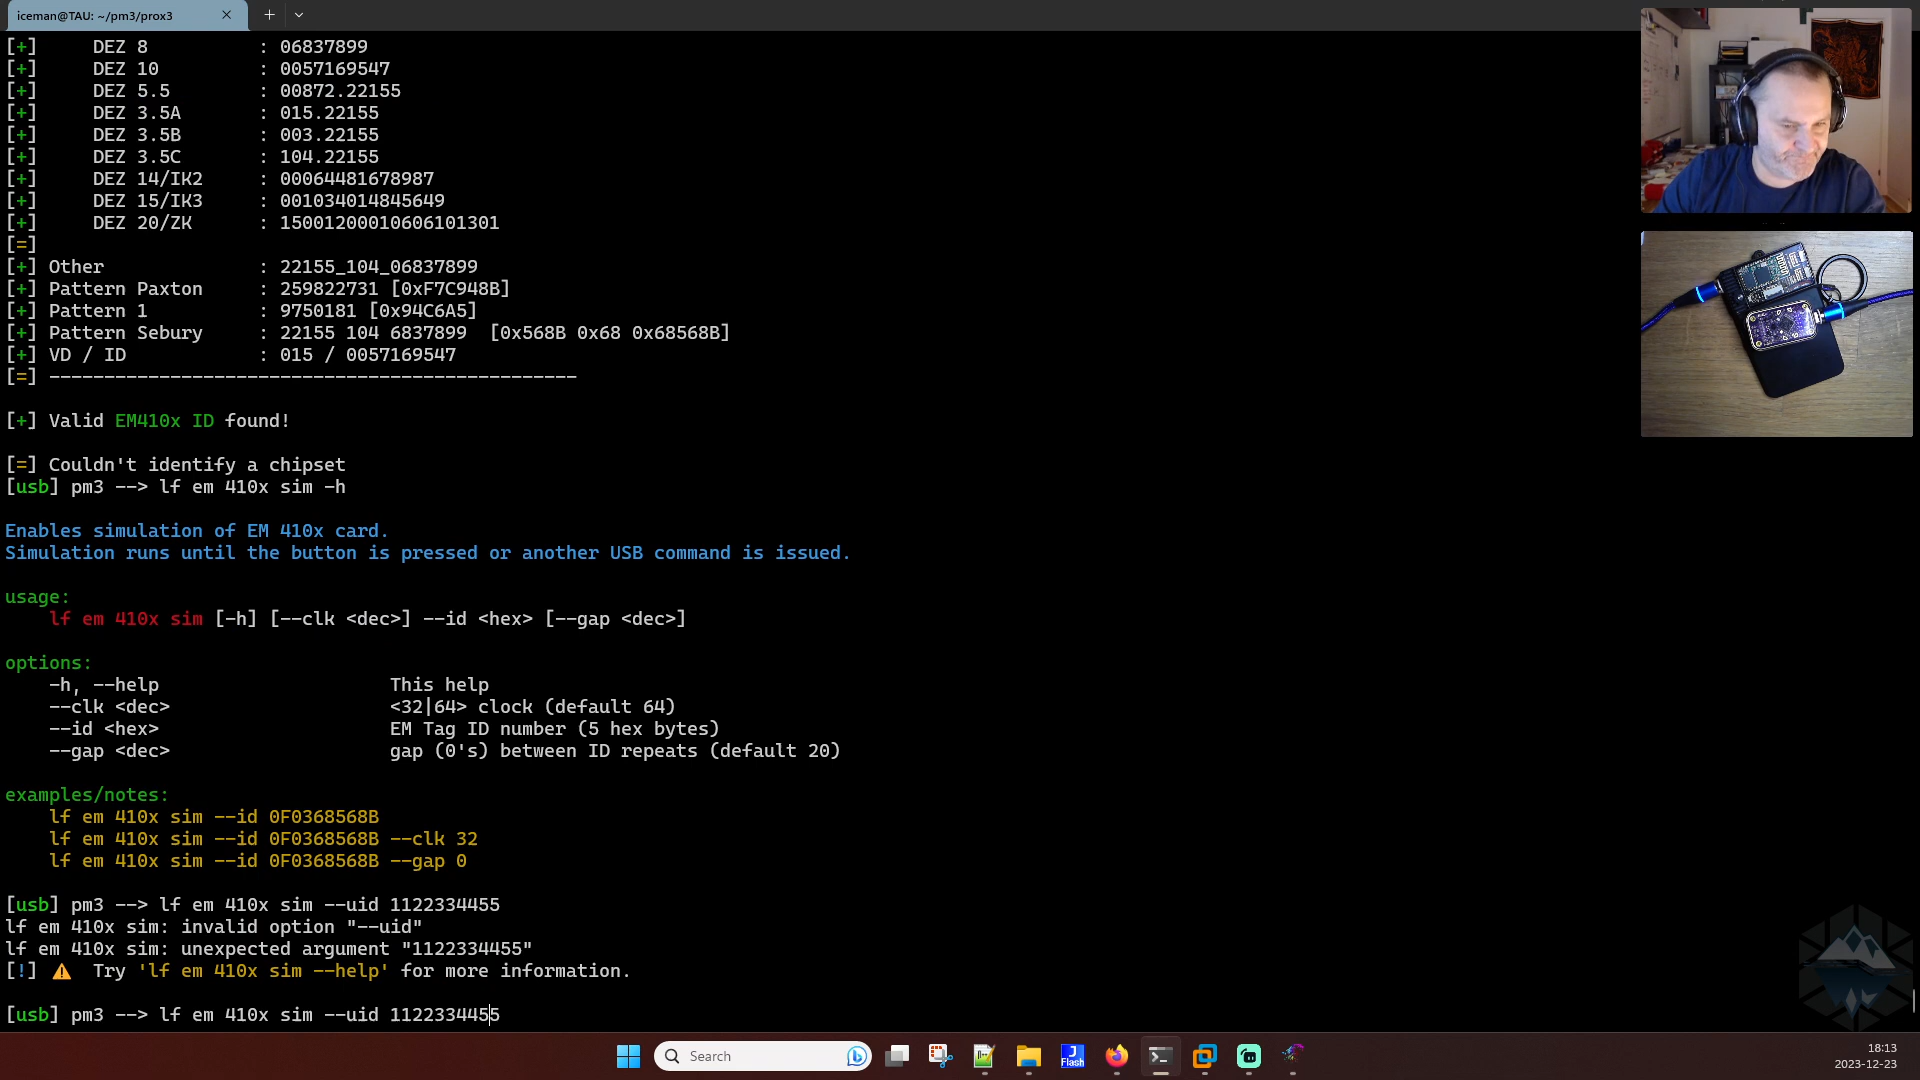 iceman@TAU: ~/pm3/prox3
[+]     DEZ 8          : 06837899
[+]     DEZ 10         : 0057169547
[+]     DEZ 5.5        : 00872.22155
[+]     DEZ 3.5A       : 015.22155
[+]     DEZ 3.5B       : 003.22155
[+]     DEZ 3.5C       : 104.22155
[+]     DEZ 14/IK2     : 00064481678987
[+]     DEZ 15/IK3     : 001034014845649
[+]     DEZ 20/ZK      : 15001200010606101301
[=]
[+] Other              : 22155_104_06837899
[+] Pattern Paxton     : 259822731 [0xF7C948B]
[+] Pattern 1          : 9750181 [0x94C6A5]
[+] Pattern Sebury     : 22155 104 6837899  [0x568B 0x68 0x68568B]
[+] VD / ID            : 015 / 0057169547
[=] ------------------------------------------------
[+] Valid EM410x ID found!
[=] Couldn't identify a chipset
[usb] pm3 --> lf em 410x sim -h
Enables simulation of EM 410x card.
Simulation runs until the button is pressed or another USB command is issued.
usage:
    lf em 410x sim [-h] [--clk <dec>] --id <hex> [--gap <dec>]
options:
    -h, --help                     This help
    --clk <dec>                    <32|64> clock (default 64)
    --id <hex>                     EM Tag ID number (5 hex bytes)
    --gap <dec>                    gap (0's) between ID repeats (default 20)
examples/notes:
    lf em 410x sim --id 0F0368568B
    lf em 410x sim --id 0F0368568B --clk 32
    lf em 410x sim --id 0F0368568B --gap 0
[usb] pm3 --> lf em 410x sim --uid 1122334455
lf em 410x sim: invalid option "--uid"
lf em 410x sim: unexpected argument "1122334455"
[!] ⚠ Try 'lf em 410x sim --help' for more information.
[usb] pm3 --> lf em 410x sim --uid 1122334455
Search
J
Flash
18:13
2023-12-23